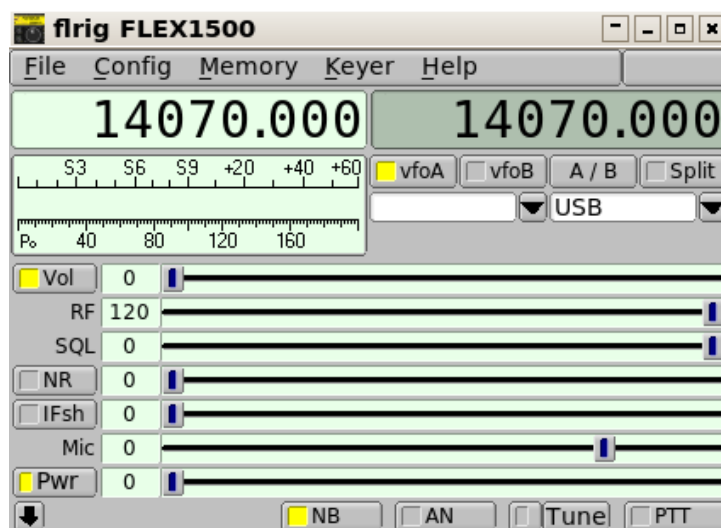 flrig FLEX1500
File Config Memory Keyer Help
14070.000 14070.000
S3 S6 S9 +20 +40 +60
Po 40 80 120 160
vfoA vfoB A / B Split
USB
Vol 0
RF 120
SQL 0
NR 0
IFsh 0
Mic 0
Pwr 0
NB AN Tune PTT